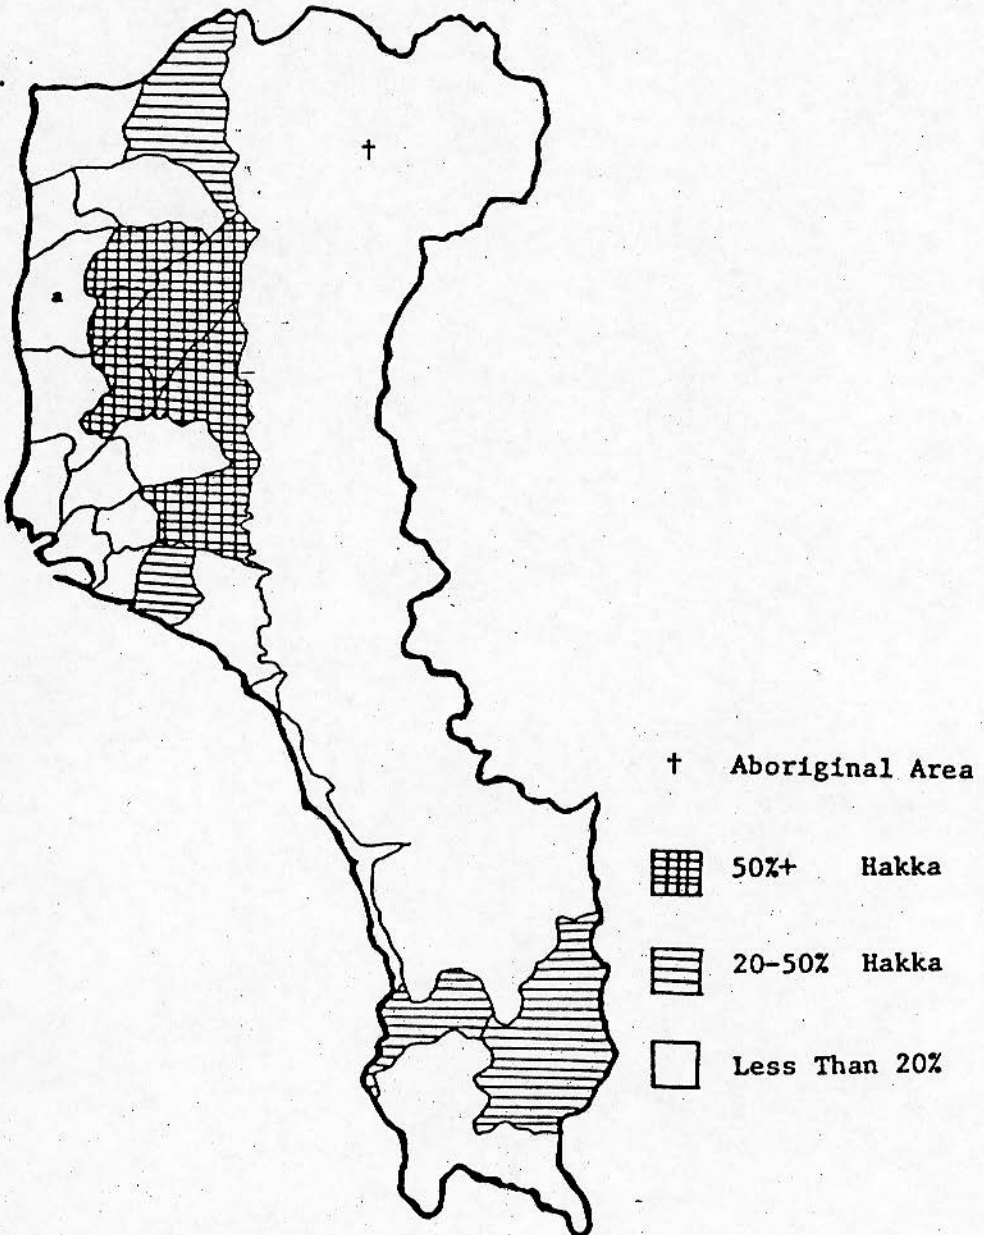 †
a
† Aboriginal Area
50%+ Hakka
20-50% Hakka
Less Than 20%